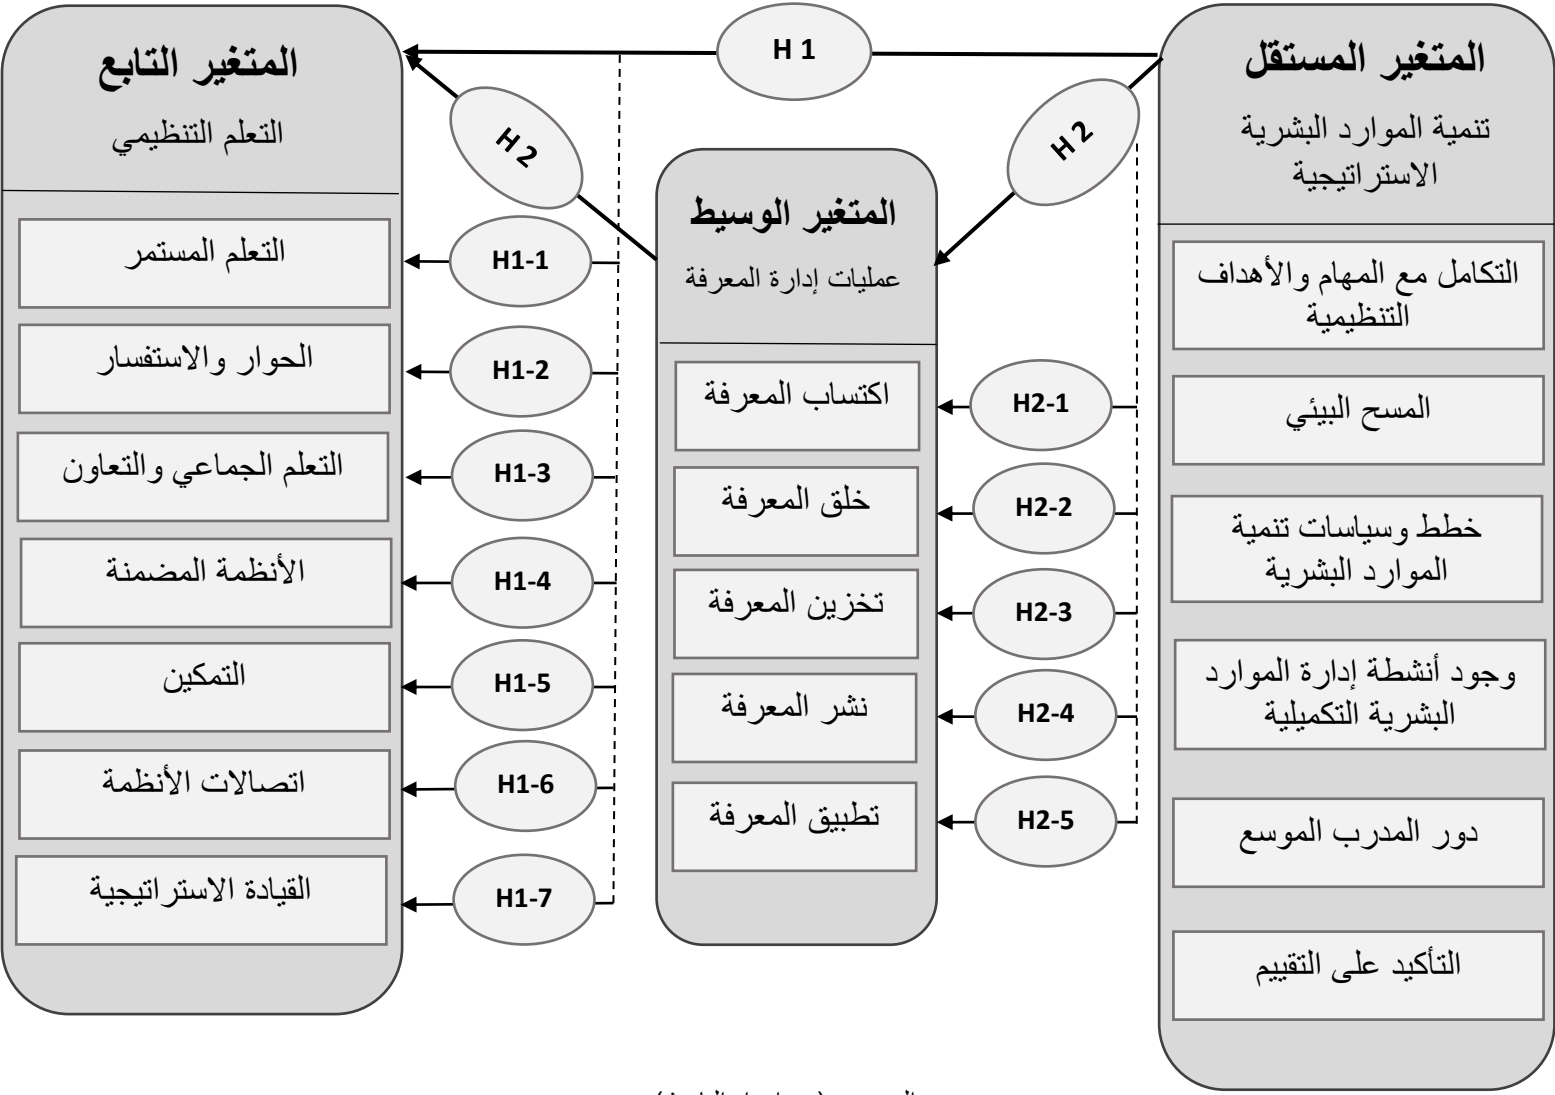 المتغير المستقل
تنمية الموارد البشرية
الاستراتيجية
التكامل مع المهام والأهداف
التنظيمية
المسح البيئي
خطط وسياسات تنمية
الموارد البشرية
وجود أنشطة إدارة الموارد
البشرية التكميلية
دور المدرب الموسع
التأكيد على التقييم
H 1
H 2
H 2
المتغير الوسيط
عمليات إدارة المعرفة
اكتساب المعرفة
خلق المعرفة
تخزين المعرفة
نشر المعرفة
تطبيق المعرفة
H2-1
H2-2
H2-3
H2-4
H2-5
المتغير التابع
التعلم التنظيمي
التعلم المستمر
الحوار والاستفسار
التعلم الجماعي والتعاون
الأنظمة المضمنة
التمكين
اتصالات الأنظمة
القيادة الاستراتيجية
H1-1
H1-2
H1-3
H1-4
H1-5
H1-6
H1-7